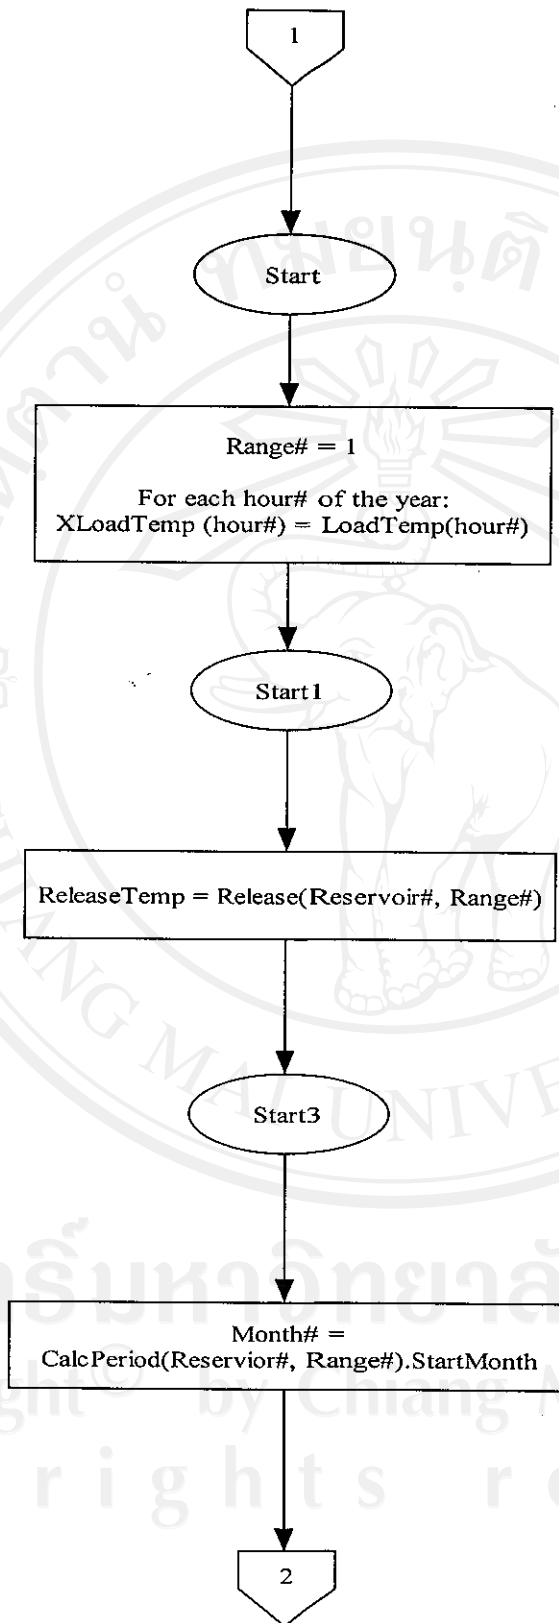 1
Start
Range# = 1
For each hour# of the year:
XLoadTemp (hour#) = LoadTemp(hour#)
Start1
ReleaseTemp = Release(Reservoir#, Range#)
Start3
Month# =
CalcPeriod(Reservior#, Range#).StartMonth
2